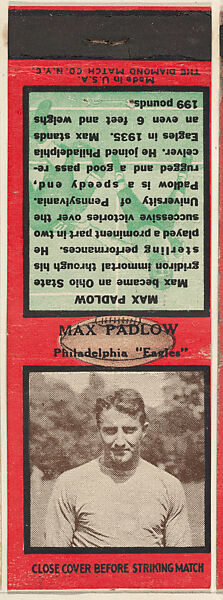 Made in U.S.A
THE DIAMOND MATCH CO. N.Y.C.
MAX PADLOW
Max became an Ohio State
gridiron immortal through his
sterling performances. He
played a prominent part in two
successive victories over the
University of Pennsylvania.
Padlow is a speedy end,
rugged and a good pass re-
ceiver. He joined Philadelphia
Eagles in 1935. Max stands
an even 6 feet and weighs
199 pounds.
MAX PADLOW
Philadelphia "Eagles"
CLOSE COVER BEFORE STRIKING MATCH